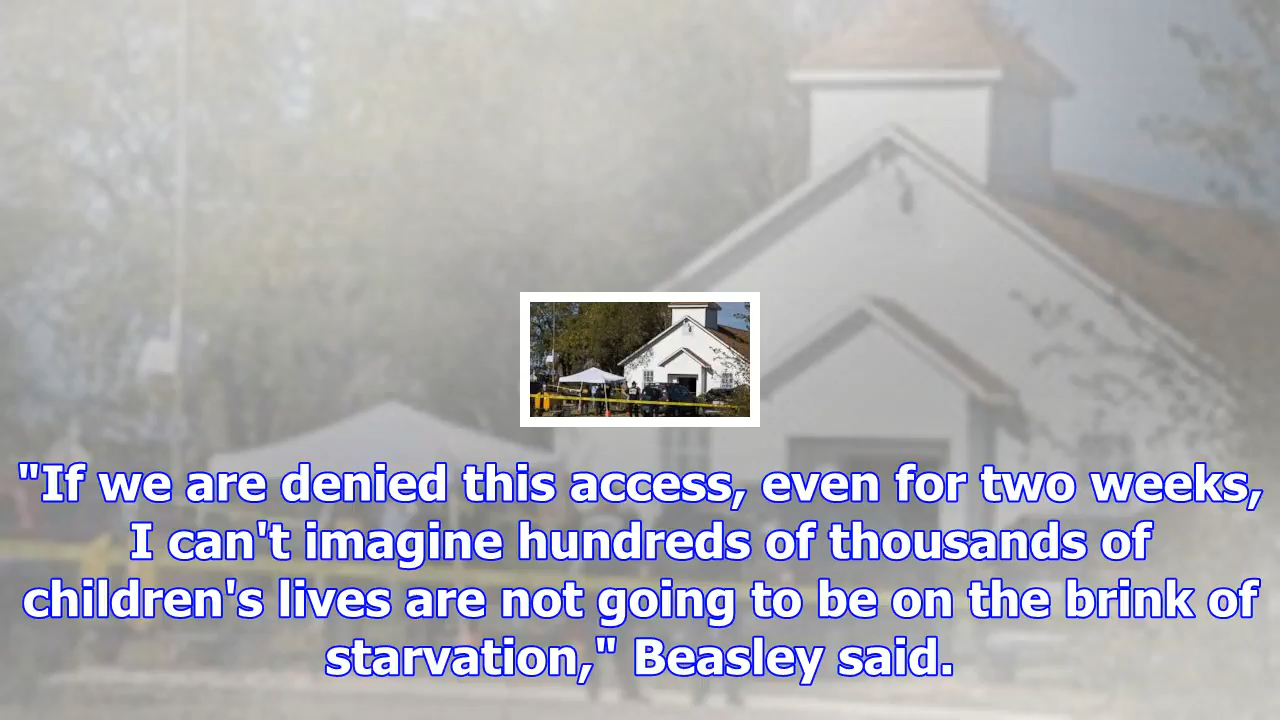 "If we are denied this access, even for two weeks,
I can't imagine hundreds of thousands of
children's lives are not going to be on the brink of
starvation," Beasley said.